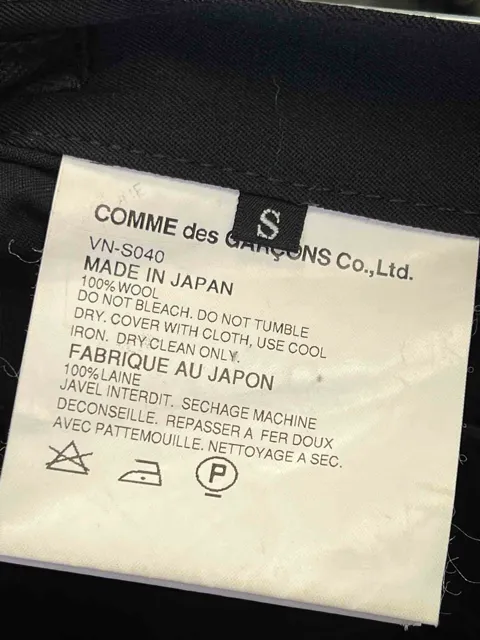 S
COMME des GARÇONS Co.,Ltd.
VN-S040
MADE IN JAPAN
100% WOOL
DO NOT BLEACH. DO NOT TUMBLE
DRY. COVER WITH CLOTH, USE COOL
IRON. DRY CLEAN ONLY.
FABRIQUE AU JAPON
100% LAINE
JAVEL INTERDIT. SECHAGE MACHINE
DECONSEILLE. REPASSER A FER DOUX
AVEC PATTEMOUILLE. NETTOYAGE A SEC.
P